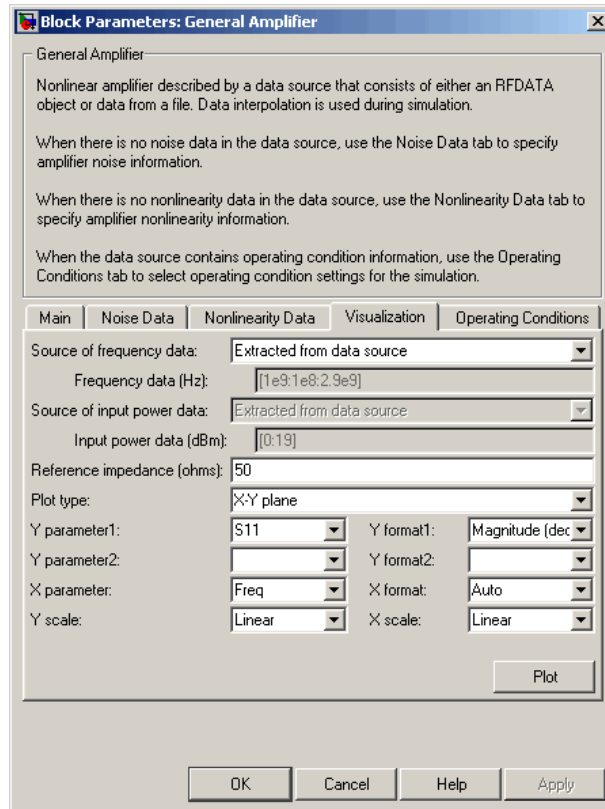 Block Parameters: General Amplifier
General Amplifier
Nonlinear amplifier described by a data source that consists of either an RFDATA
object or data from a file. Data interpolation is used during simulation.
When there is no noise data in the data source, use the Noise Data tab to specify
amplifier noise information.
When there is no nonlinearity data in the data source, use the Nonlinearity Data tab to
specify amplifier nonlinearity information.
When the data source contains operating condition information, use the Operating
Conditions tab to select operating condition settings for the simulation.
Main Noise Data Nonlinearity Data Visualization Operating Conditions
Source of frequency data: Extracted from data source
Frequency data (Hz): [1e9:1e8:2.9e9]
Source of input power data: Extracted from data source
Input power data (dBm): [0:19]
Reference impedance (ohms): 50
Plot type: X-Y plane
Y parameter1: S11 Y format1: Magnitude (dec
Y parameter2: Y format2:
X parameter: Freq X format: Auto
Y scale: Linear X scale: Linear
Plot
OK Cancel Help Apply